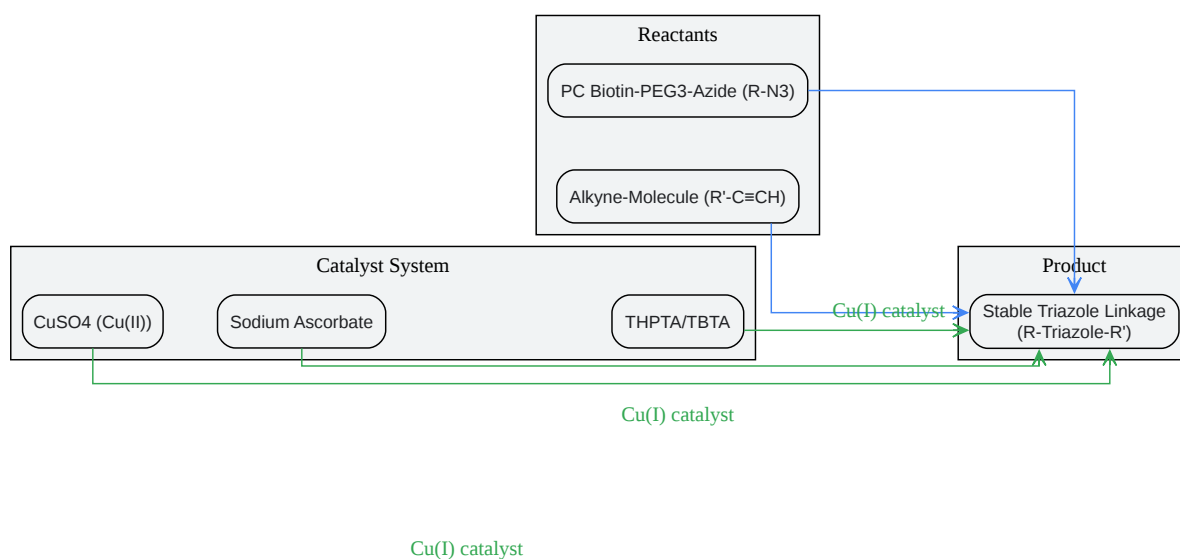 Reactants
PC Biotin-PEG3-Azide (R-N3)
Alkyne-Molecule (R'-C≡CH)
Catalyst System
CuSO4 (Cu(II))
Sodium Ascorbate
THPTA/TBTA
Cu(I) catalyst
Product
Stable Triazole Linkage
(R-Triazole-R')
Cu(I) catalyst
Cu(I) catalyst